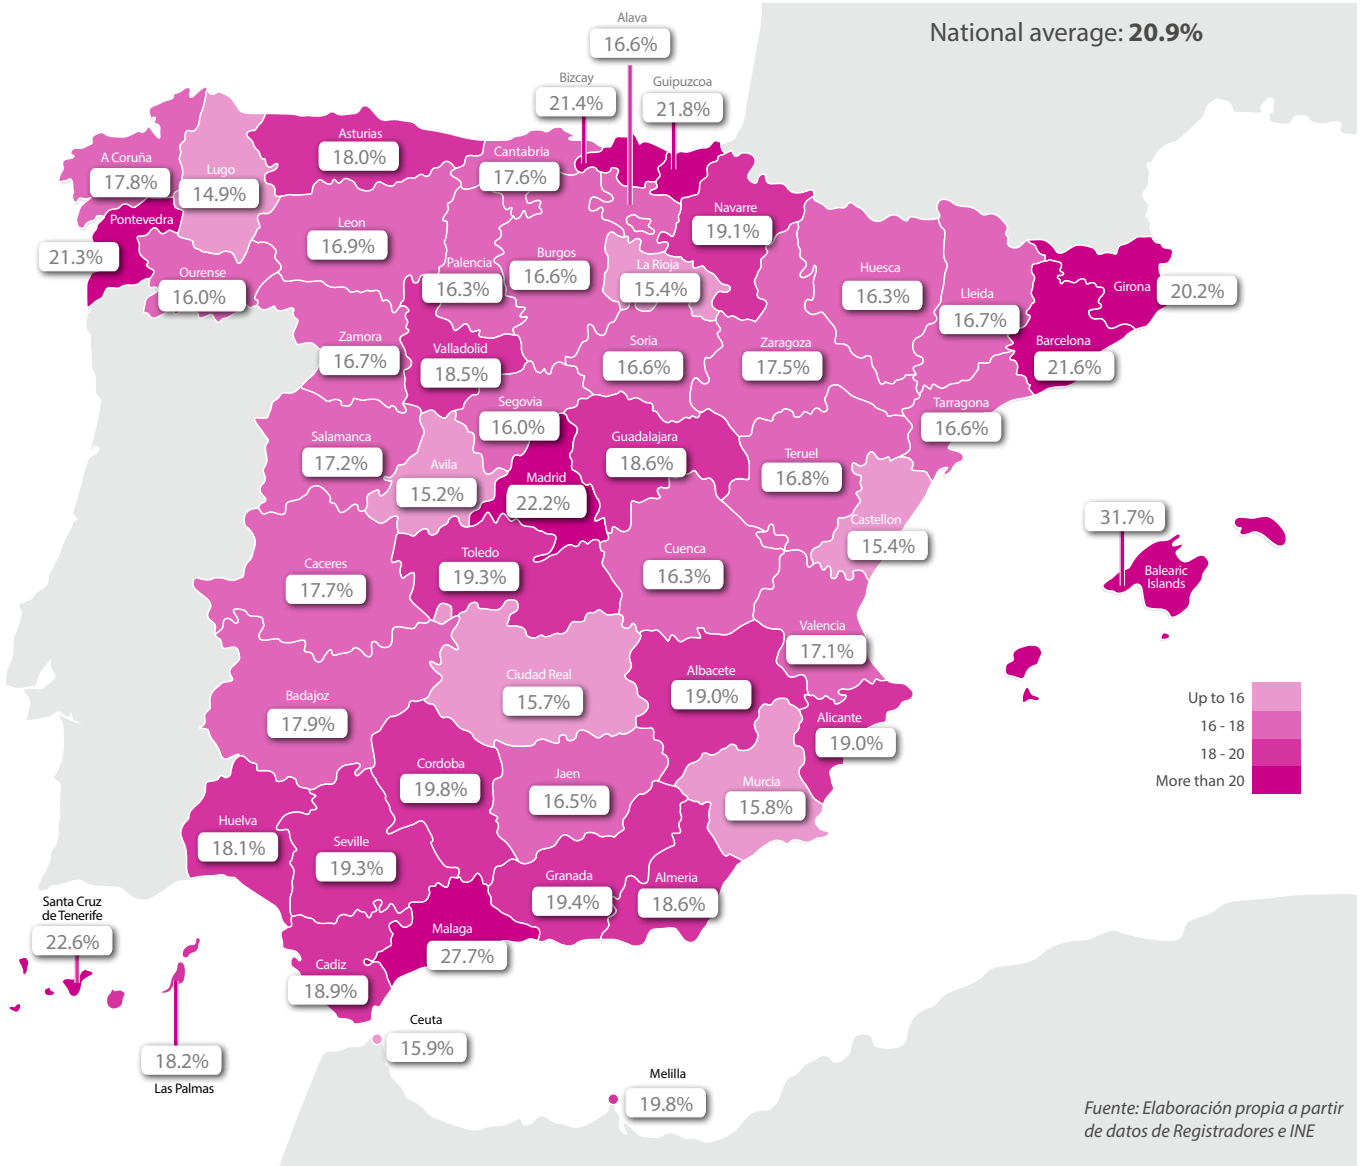 National average: 20.9%
Alava
16.6%
Bizcay
21.4%
Guipuzcoa
21.8%
Asturias
18.0%
Cantabria
17.6%
A Coruña
17.8%
Lugo
14.9%
Pontevedra
21.3%
Ourense
16.0%
Leon
16.9%
Palencia
16.3%
Burgos
16.6%
La Rioja
15.4%
Navarre
19.1%
Huesca
16.3%
Lleida
16.7%
Girona
20.2%
Barcelona
21.6%
Zamora
16.7%
Valladolid
18.5%
Soria
16.6%
Zaragoza
17.5%
Tarragona
16.6%
Segovia
16.0%
Salamanca
17.2%
Avila
15.2%
Madrid
22.2%
Guadalajara
18.6%
Teruel
16.8%
Castellon
15.4%
31.7%
Balearic
Islands
Caceres
17.7%
Toledo
19.3%
Cuenca
16.3%
Valencia
17.1%
Badajoz
17.9%
Ciudad Real
15.7%
Albacete
19.0%
Alicante
19.0%
Up to 16
16 - 18
18 - 20
More than 20
Cordoba
19.8%
Jaen
16.5%
Murcia
15.8%
Huelva
18.1%
Seville
19.3%
Granada
19.4%
Almeria
18.6%
Santa Cruz
de Tenerife
22.6%
Malaga
27.7%
Cadiz
18.9%
Ceuta
15.9%
18.2%
Las Palmas
Melilla
19.8%
Fuente: Elaboración propia a partir
de datos de Registradores e INE